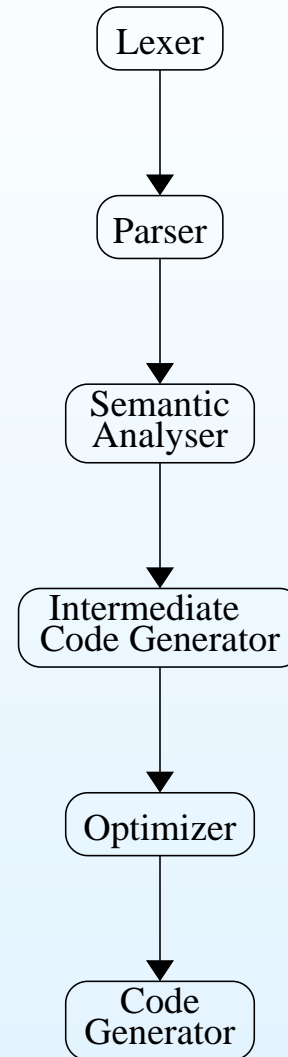 Lexer
Parser
Semantic
Analyser
Intermediate
Code Generator
Optimizer
Code
Generator